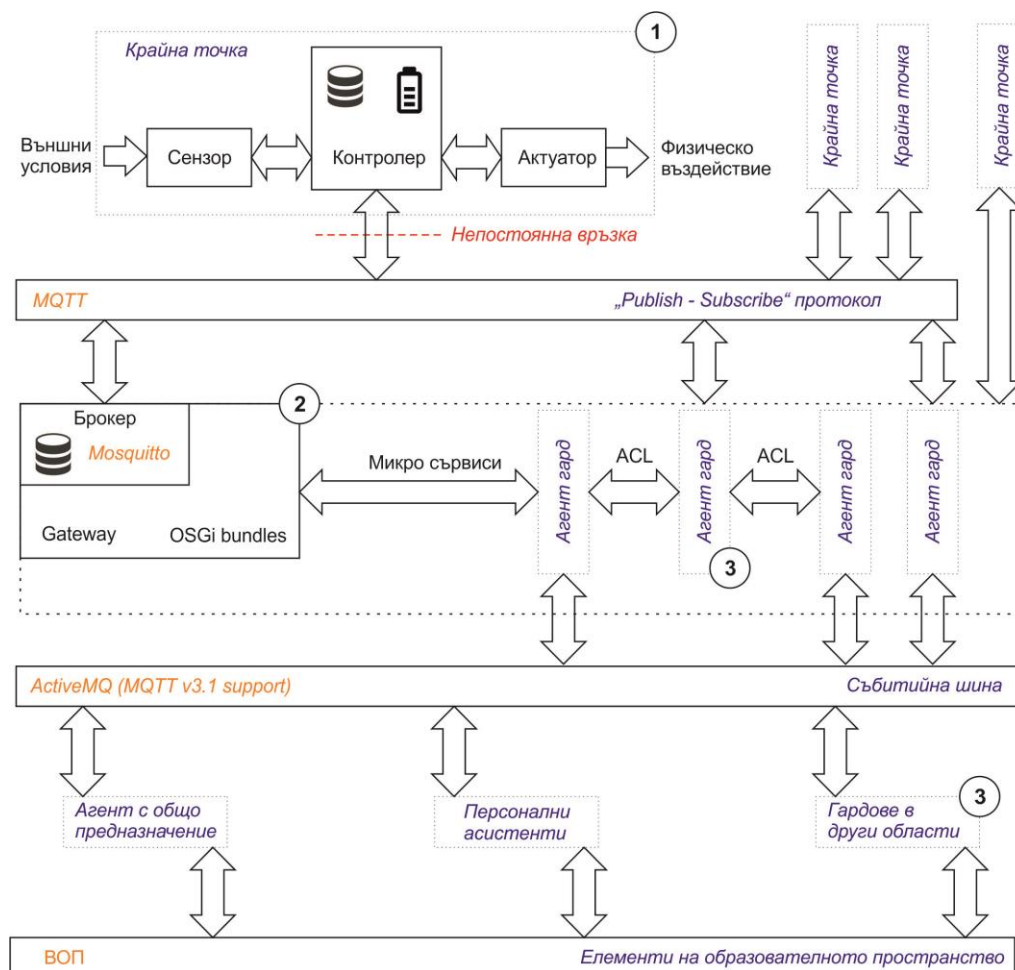 1
Крайна точка
Крайна точка
Крайна точка
Крайна точка
Външни
условия
Сензор
Контролер
Актуатор
Физическо
въздействие
Непостоянна връзка
MQTT
„Publish - Subscribe“ протокол
2
Брокер
Mosquitto
Gateway
OSGi bundles
Микро сървиси
Агент гард
ACL
Агент гард
ACL
Агент гард
Агент гард
3
ActiveMQ (MQTT v3.1 support)
Събитийна шина
Агент с общо
предназначение
Персонални
асистенти
3
Гардове в
други области
ВОП
Елементи на образователното пространство